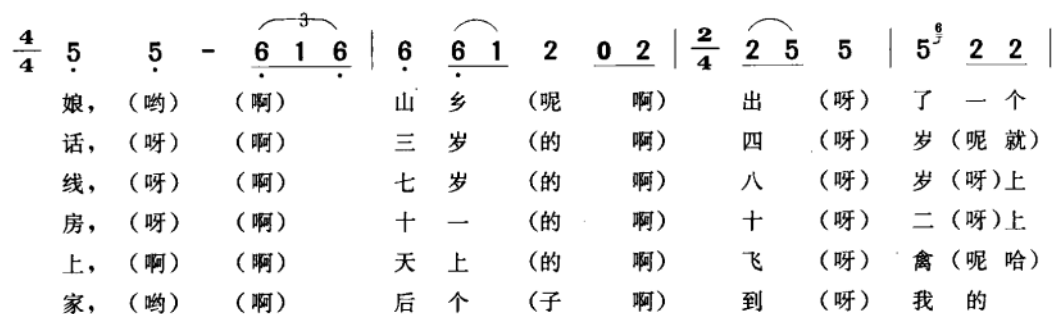 3
4/4 5 5 - 6 1 6 | 6 6 1 2 0 2 | 2/4 2 5 5 | 5 6 2 2 |
娘，（哟）（啊） 山 乡 （呢 啊） 出 （呀） 了 一 个
话，（呀）（啊） 三 岁 （的 啊） 四 （呀） 岁（呢 就）
线，（呀）（啊） 七 岁 （的 啊） 八 （呀） 岁（呀）上
房，（呀）（啊） 十 一 （的 啊） 十 （呀） 二（呀）上
上，（啊）（啊） 天 上 （的 啊） 飞 （呀） 禽（呢 哈）
家，（哟）（啊） 后 个 （子 啊） 到 （呀） 我 的